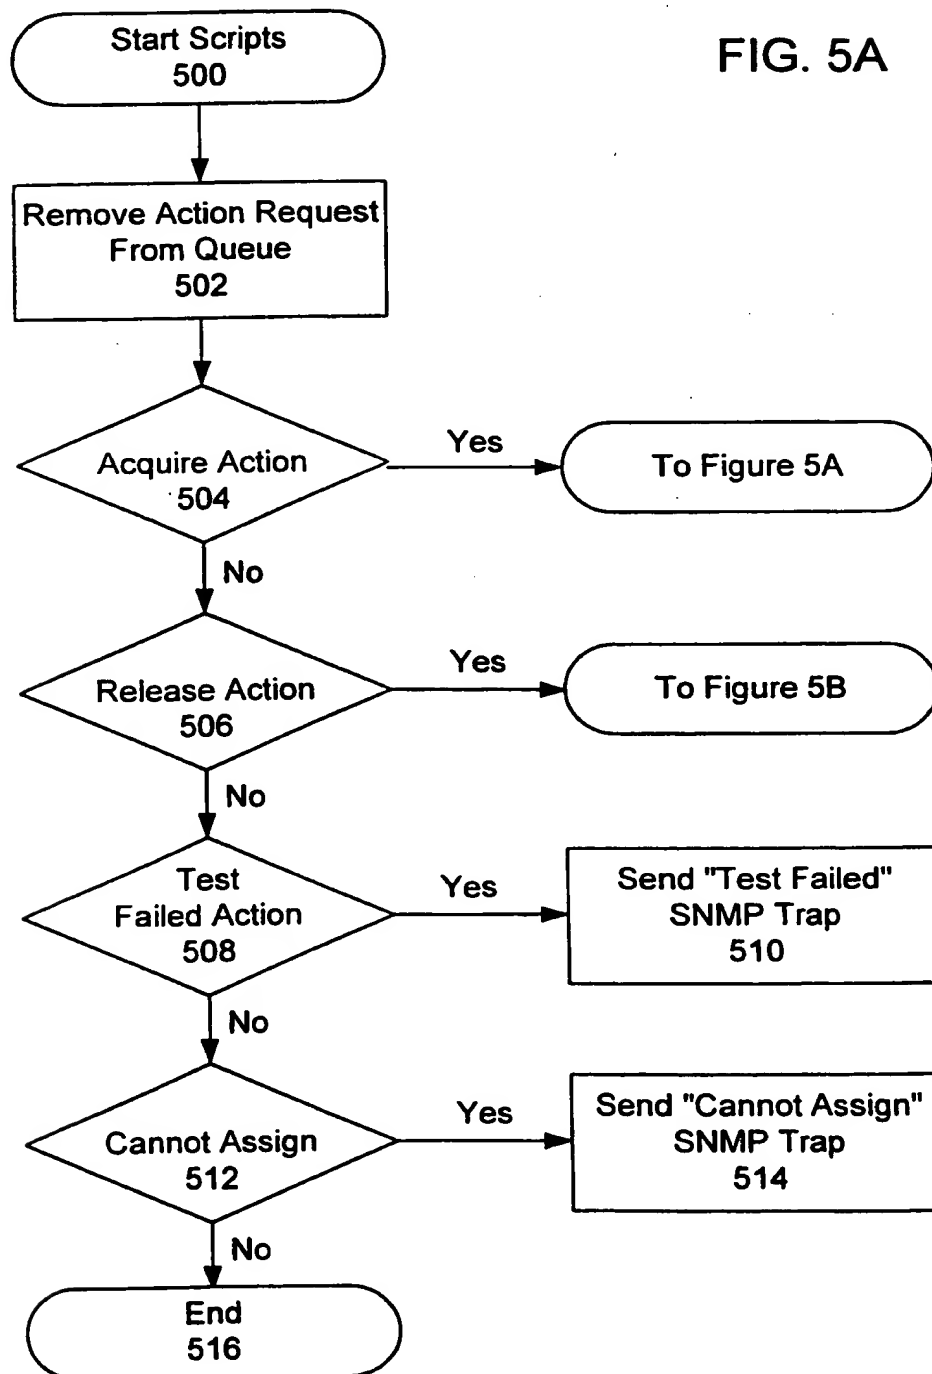 FIG. 5A
Start Scripts
500
Remove Action Request
From Queue
502
Acquire Action
504
Yes
To Figure 5A
No
Release Action
506
Yes
To Figure 5B
No
Test
Failed Action
508
Yes
Send "Test Failed"
SNMP Trap
510
No
Cannot Assign
512
Yes
Send "Cannot Assign"
SNMP Trap
514
No
End
516